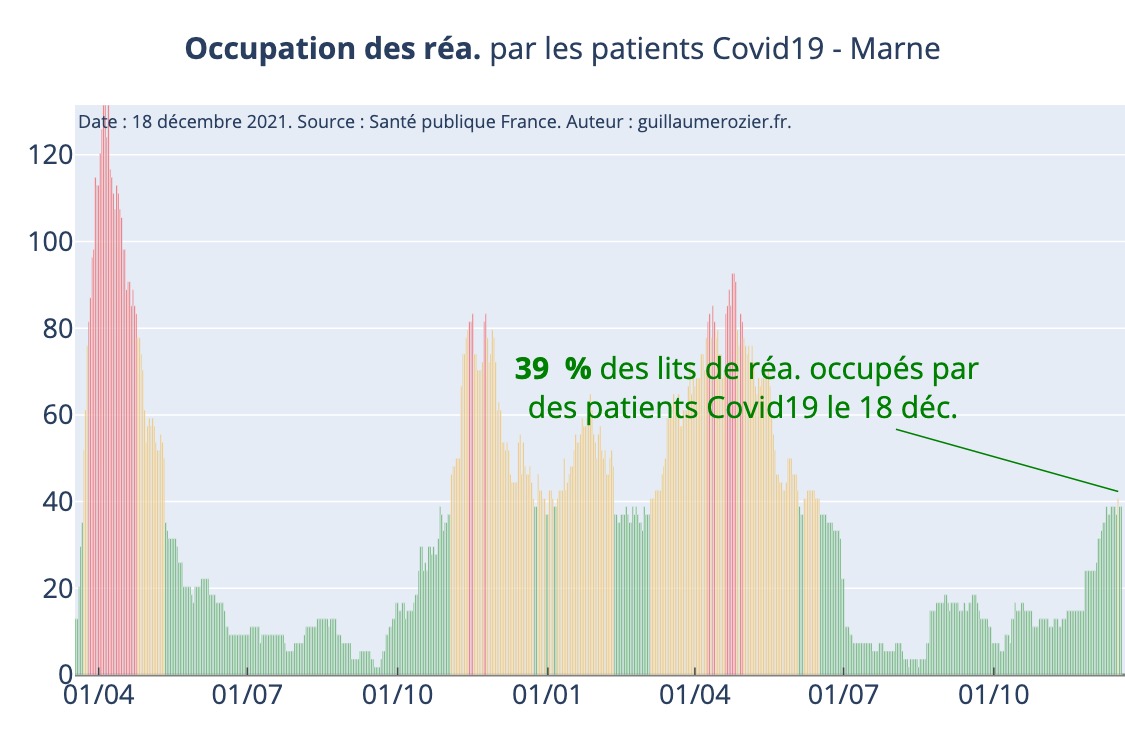 Occupation des réa. par les patients Covid19 - Marne
Date : 18 décembre 2021. Source : Santé publique France. Auteur : guillaumerozier.fr.
120
100
80
39 % des lits de réa. occupés par
des patients Covid19 le 18 déc.
60
40
20
0
01/04 01/07 01/10 01/01 01/04 01/07 01/10